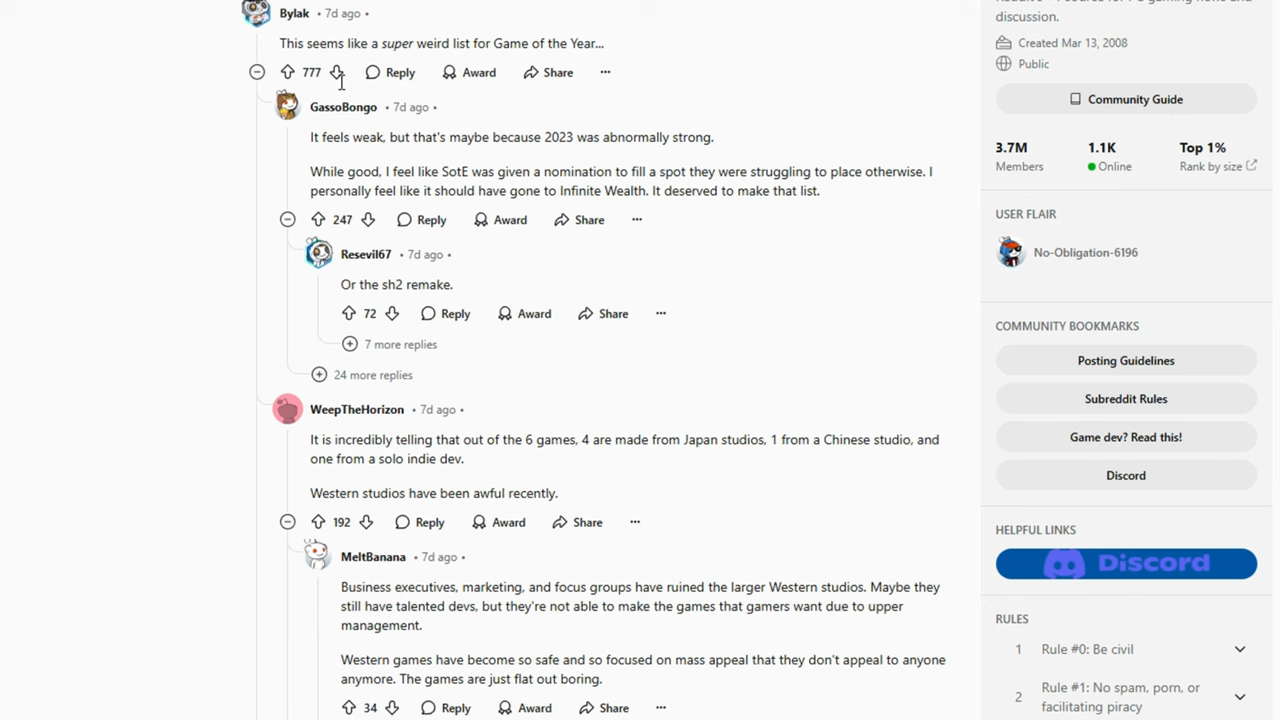 Bylak • 7d ago •
This seems like a super weird list for Game of the Year...
777 Reply Award Share ...
GassoBongo • 7d ago •
It feels weak, but that's maybe because 2023 was abnormally strong.
While good, I feel like SotE was given a nomination to fill a spot they were struggling to place otherwise. I
personally feel like it should have gone to Infinite Wealth. It deserved to make that list.
247 Reply Award Share ...
Resevil67 • 7d ago •
Or the sh2 remake.
72 Reply Award Share ...
7 more replies
24 more replies
WeepTheHorizon • 7d ago •
It is incredibly telling that out of the 6 games, 4 are made from Japan studios, 1 from a Chinese studio, and
one from a solo indie dev.
Western studios have been awful recently.
192 Reply Award Share ...
MeltBanana • 7d ago •
Business executives, marketing, and focus groups have ruined the larger Western studios. Maybe they
still have talented devs, but they're not able to make the games that gamers want due to upper
management.
Western games have become so safe and so focused on mass appeal that they don't appeal to anyone
anymore. The games are just flat out boring.
34 Reply Award Share ...
discussion.
Created Mar 13, 2008
Public
Community Guide
3.7M 1.1K Top 1%
Members Online Rank by size
USER FLAIR
No-Obligation-6196
COMMUNITY BOOKMARKS
Posting Guidelines
Subreddit Rules
Game dev? Read this!
Discord
HELPFUL LINKS
Discord
RULES
1 Rule #0: Be civil
2 Rule #1: No spam, porn, or
facilitating piracy